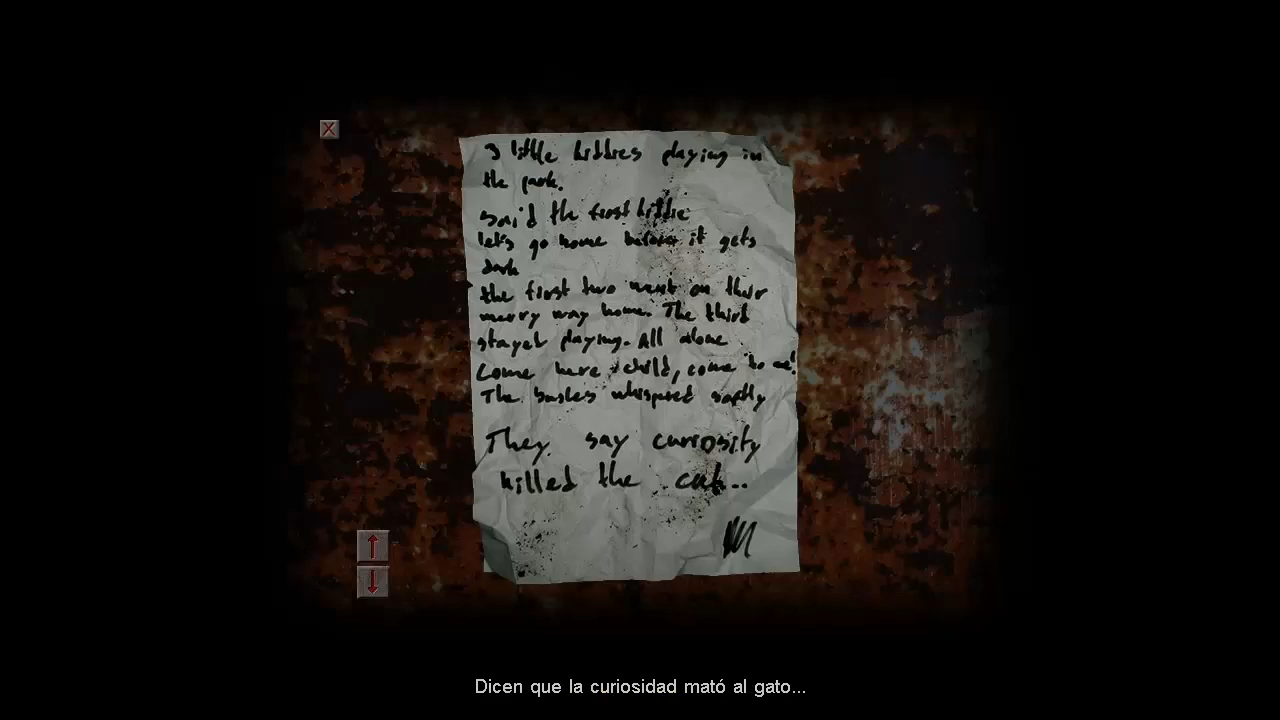 3 little kiddies playing in
the park.
said the first kiddie
let's go home before it gets
dark
the first two went on their
merry way home. The third
stayed playing. All alone
Come here child, come to me!
The bushes whispered softly
They say curiosity
killed the cat...
Dicen que la curiosidad mató al gato...